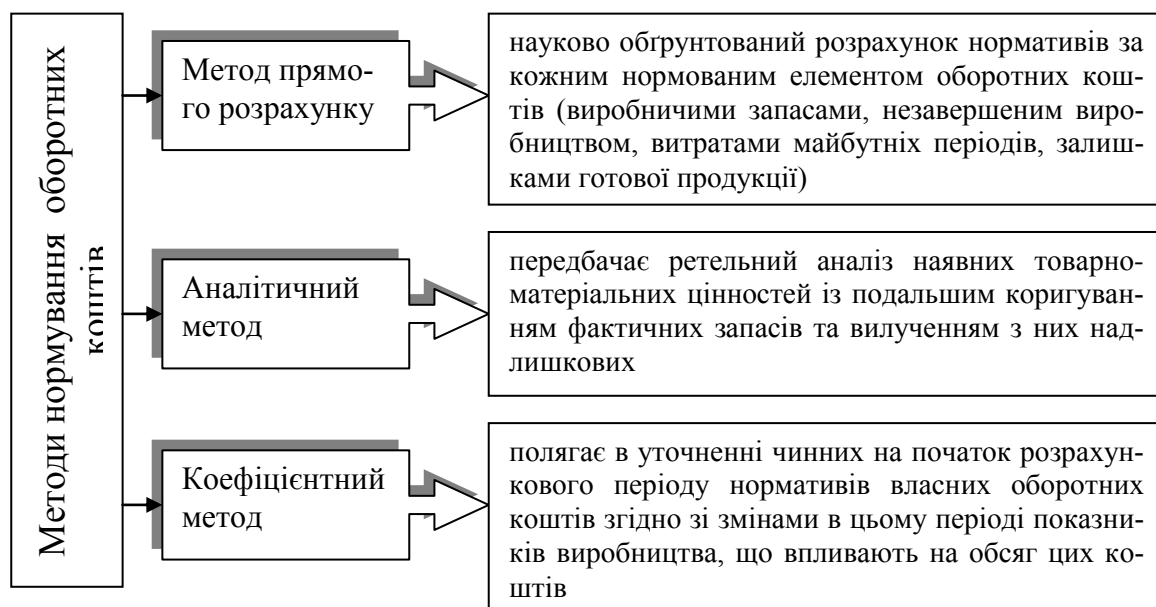 Методи нормування оборотних
коштів
Метод прямо-
го розрахунку
науково обґрунтований розрахунок нормативів за
кожним нормованим елементом оборотних кош-
тів (виробничими запасами, незавершеним виро-
бництвом, витратами майбутніх періодів, залиш-
ками готової продукції)
Аналітичний
метод
передбачає ретельний аналіз наявних товарно-
матеріальних цінностей із подальшим коригуван-
ням фактичних запасів та вилученням з них над-
лишкових
Коефіцієнтний
метод
полягає в уточненні чинних на початок розрахун-
кового періоду нормативів власних оборотних
коштів згідно зі змінами в цьому періоді показни-
ків виробництва, що впливають на обсяг цих ко-
штів